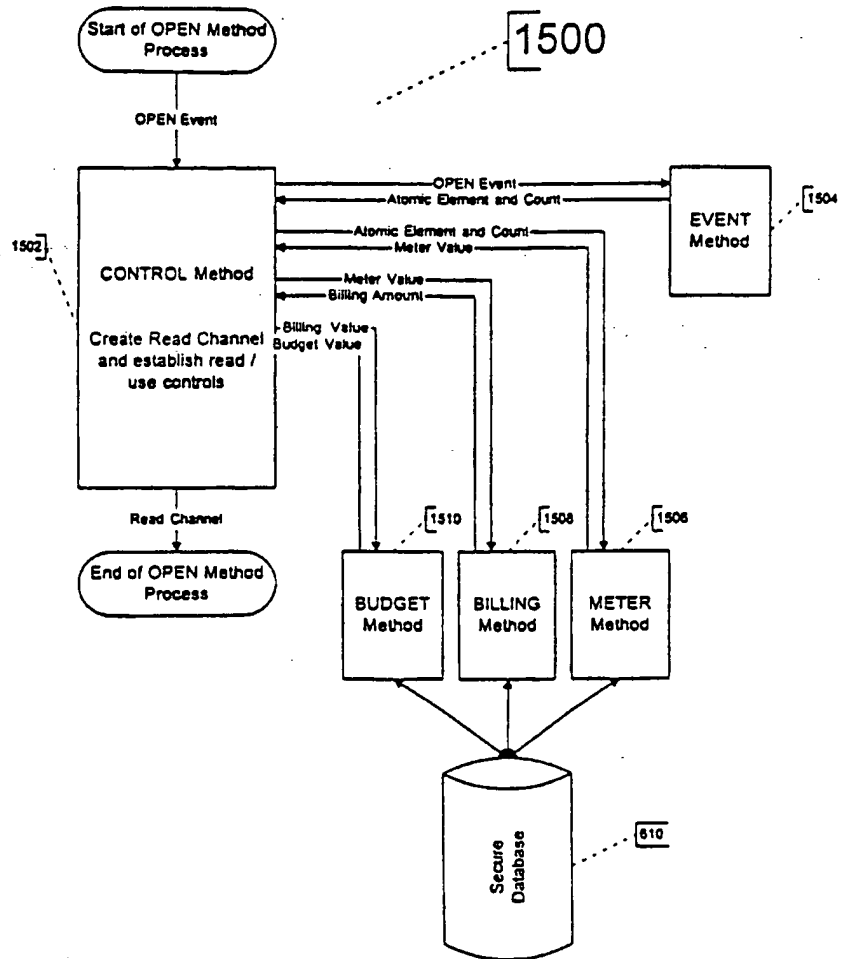 Start of OPEN Method
Process
1500
OPEN Event
OPEN Event
Atomic Element and Count
EVENT
Method
1504
1502
CONTROL Method
Create Read Channel
and establish read /
use controls
Atomic Element and Count
Meter Value
Meter Value
Billing Amount
Billing Value
Budget Value
Read Channel
End of OPEN Method
Process
1510
1508
1506
BUDGET
Method
BILLING
Method
METER
Method
Secure
Database
610